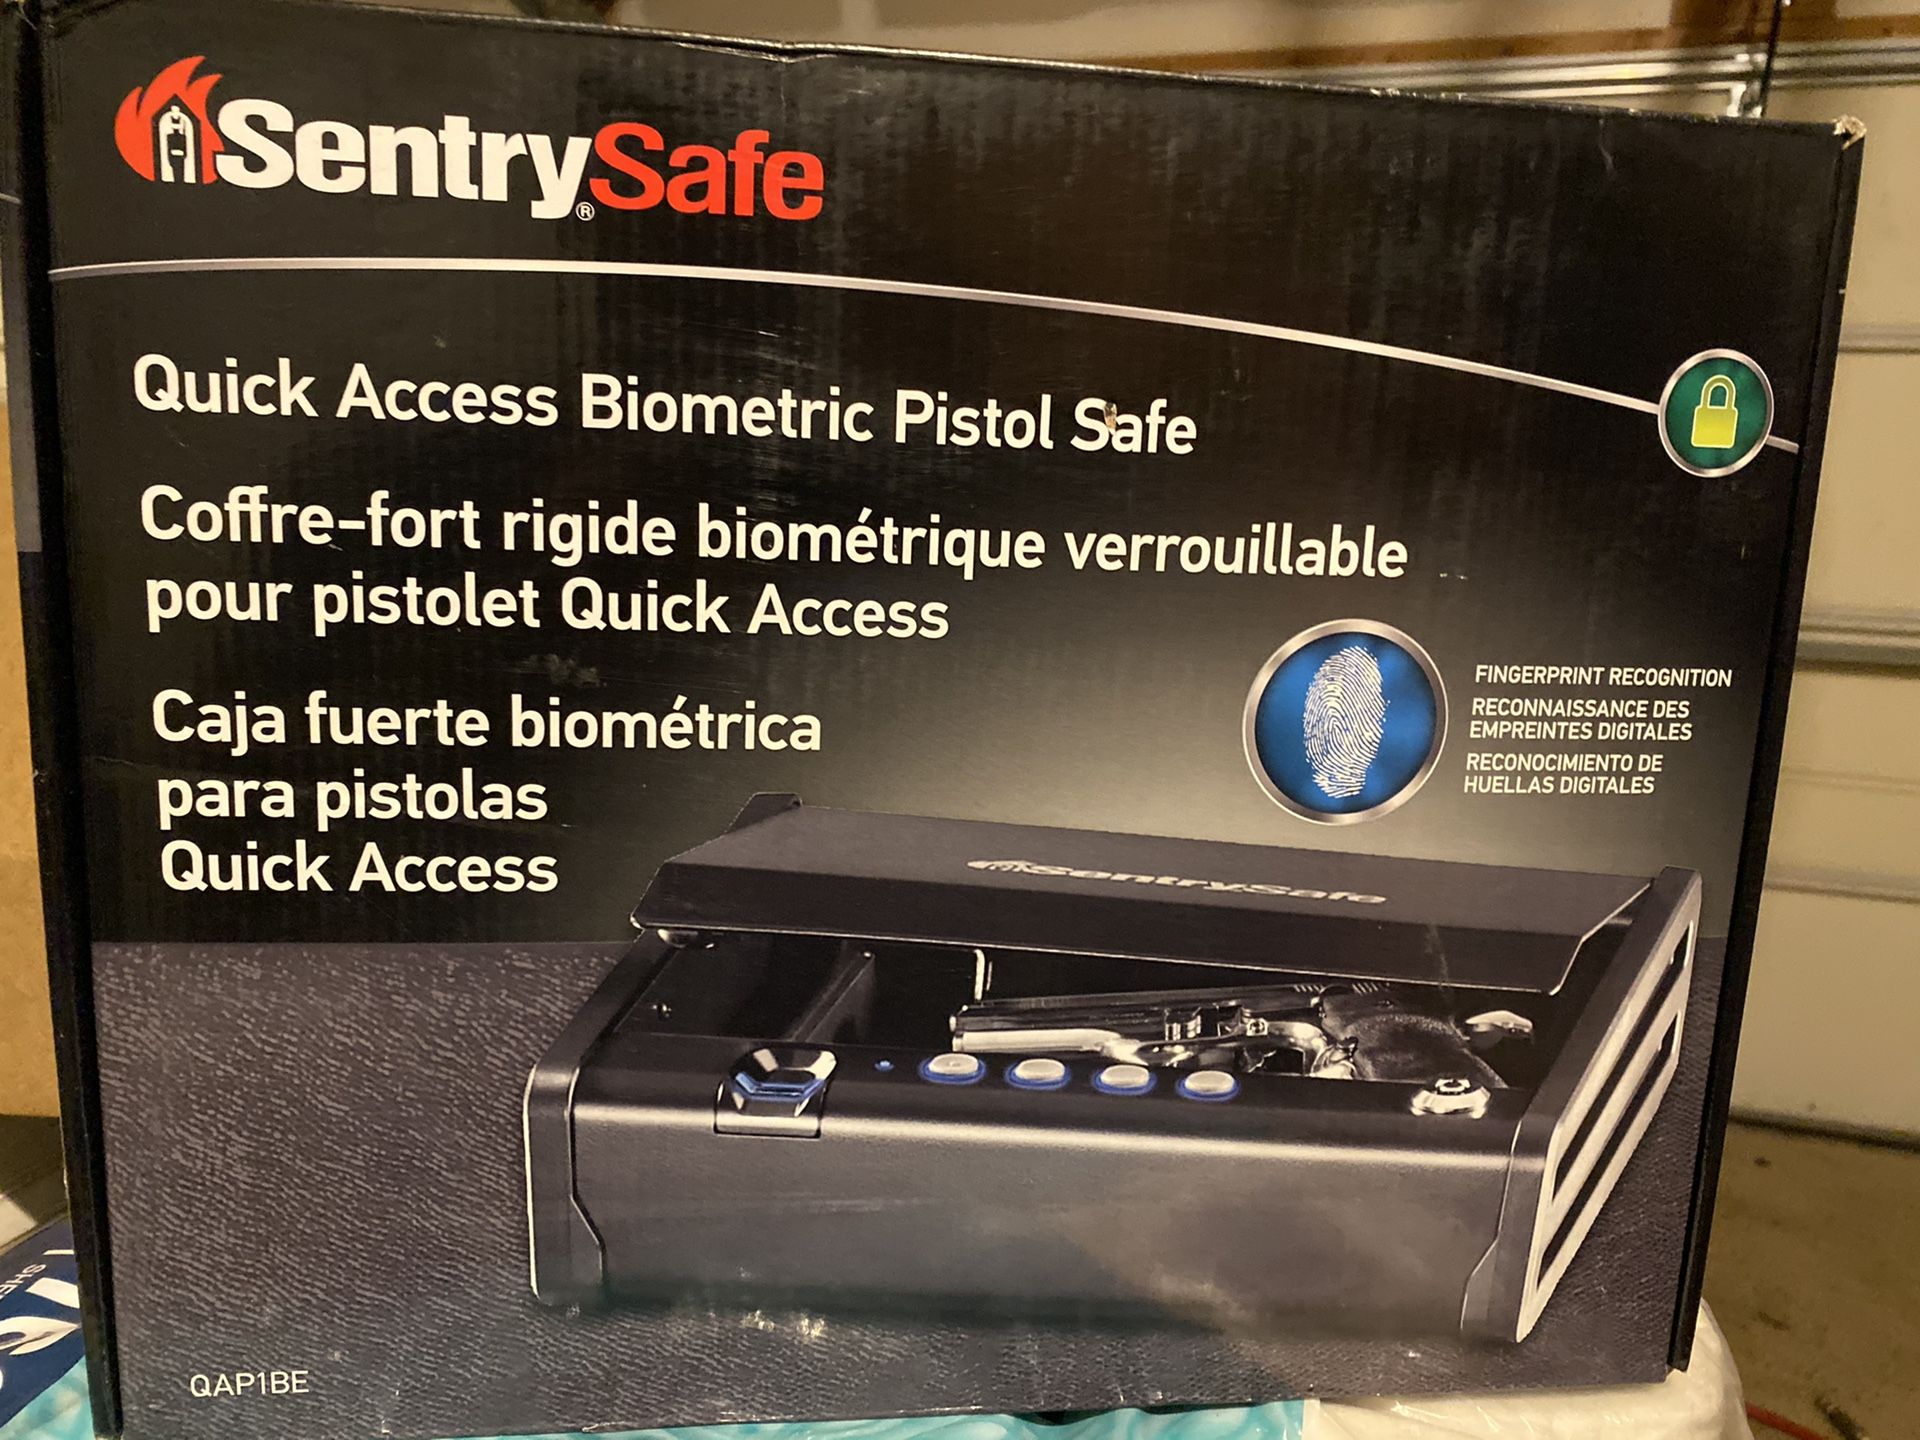 SentrySafe®
Quick Access Biometric Pistol Safe
Coffre-fort rigide biométrique verrouillable
pour pistolet Quick Access
Caja fuerte biométrica
para pistolas
Quick Access
FINGERPRINT RECOGNITION
RECONNAISSANCE DES
EMPREINTES DIGITALES
RECONOCIMIENTO DE
HUELLAS DIGITALES
SentrySafe
QAP1BE